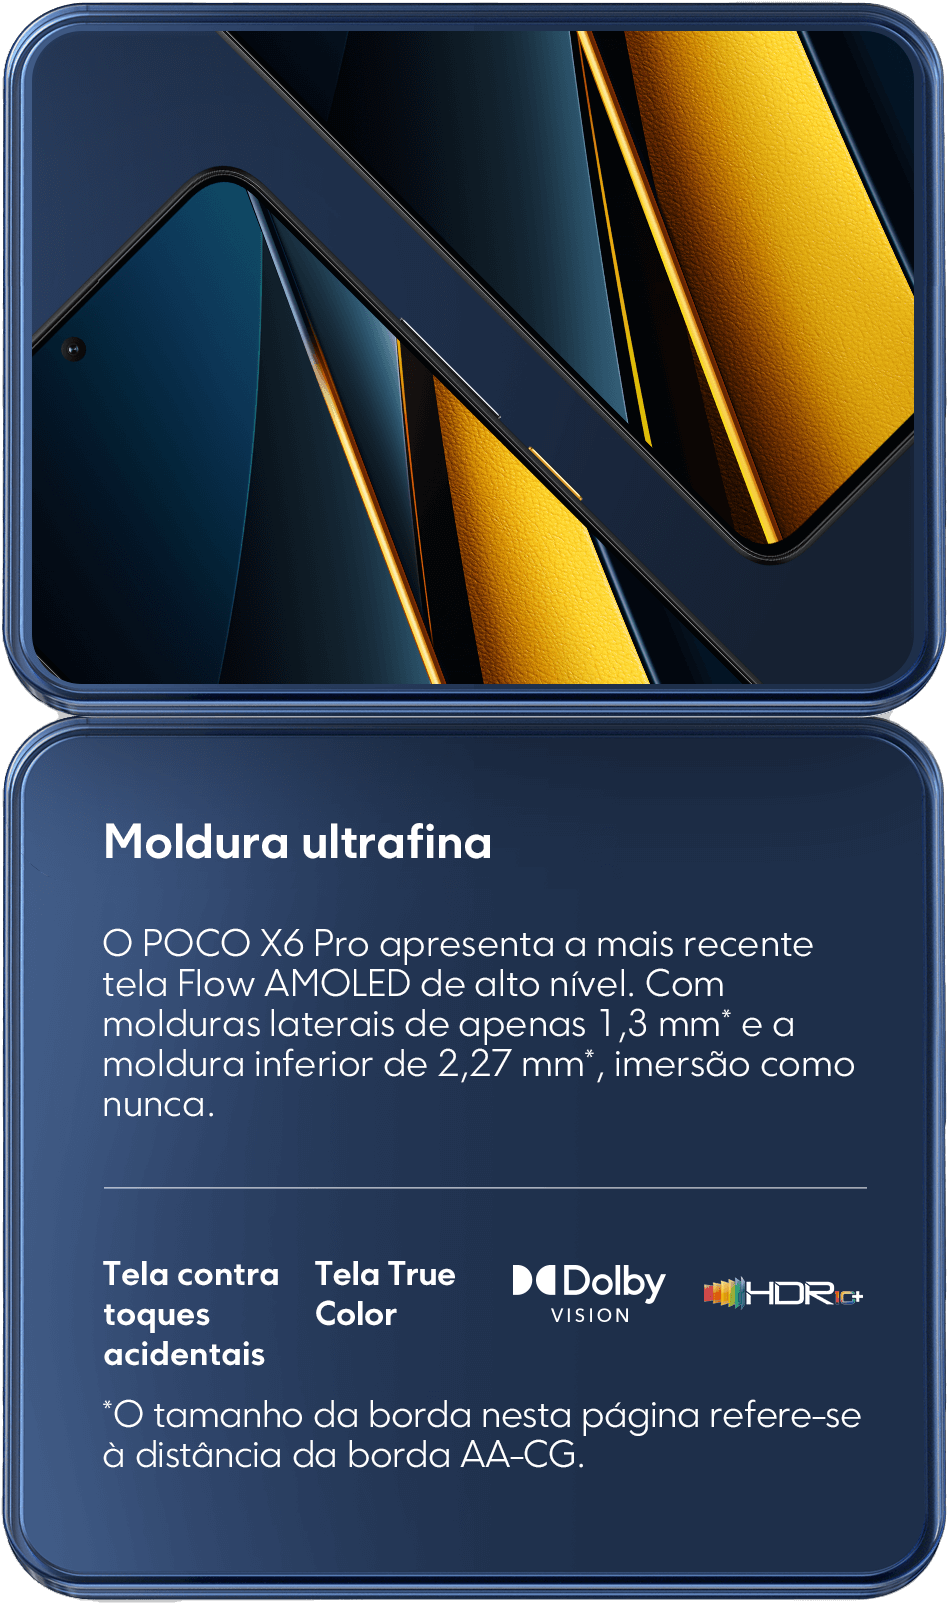 Moldura ultrafina
O POCO X6 Pro apresenta a mais recente
tela Flow AMOLED de alto nível. Com
molduras laterais de apenas 1,3 mm* e a
moldura inferior de 2,27 mm*, imersão como
nunca.
Tela contra
toques
acidentais
Tela True
Color
Dolby
VISION
HDR10+
*O tamanho da borda nesta página refere-se
à distância da borda AA-CG.